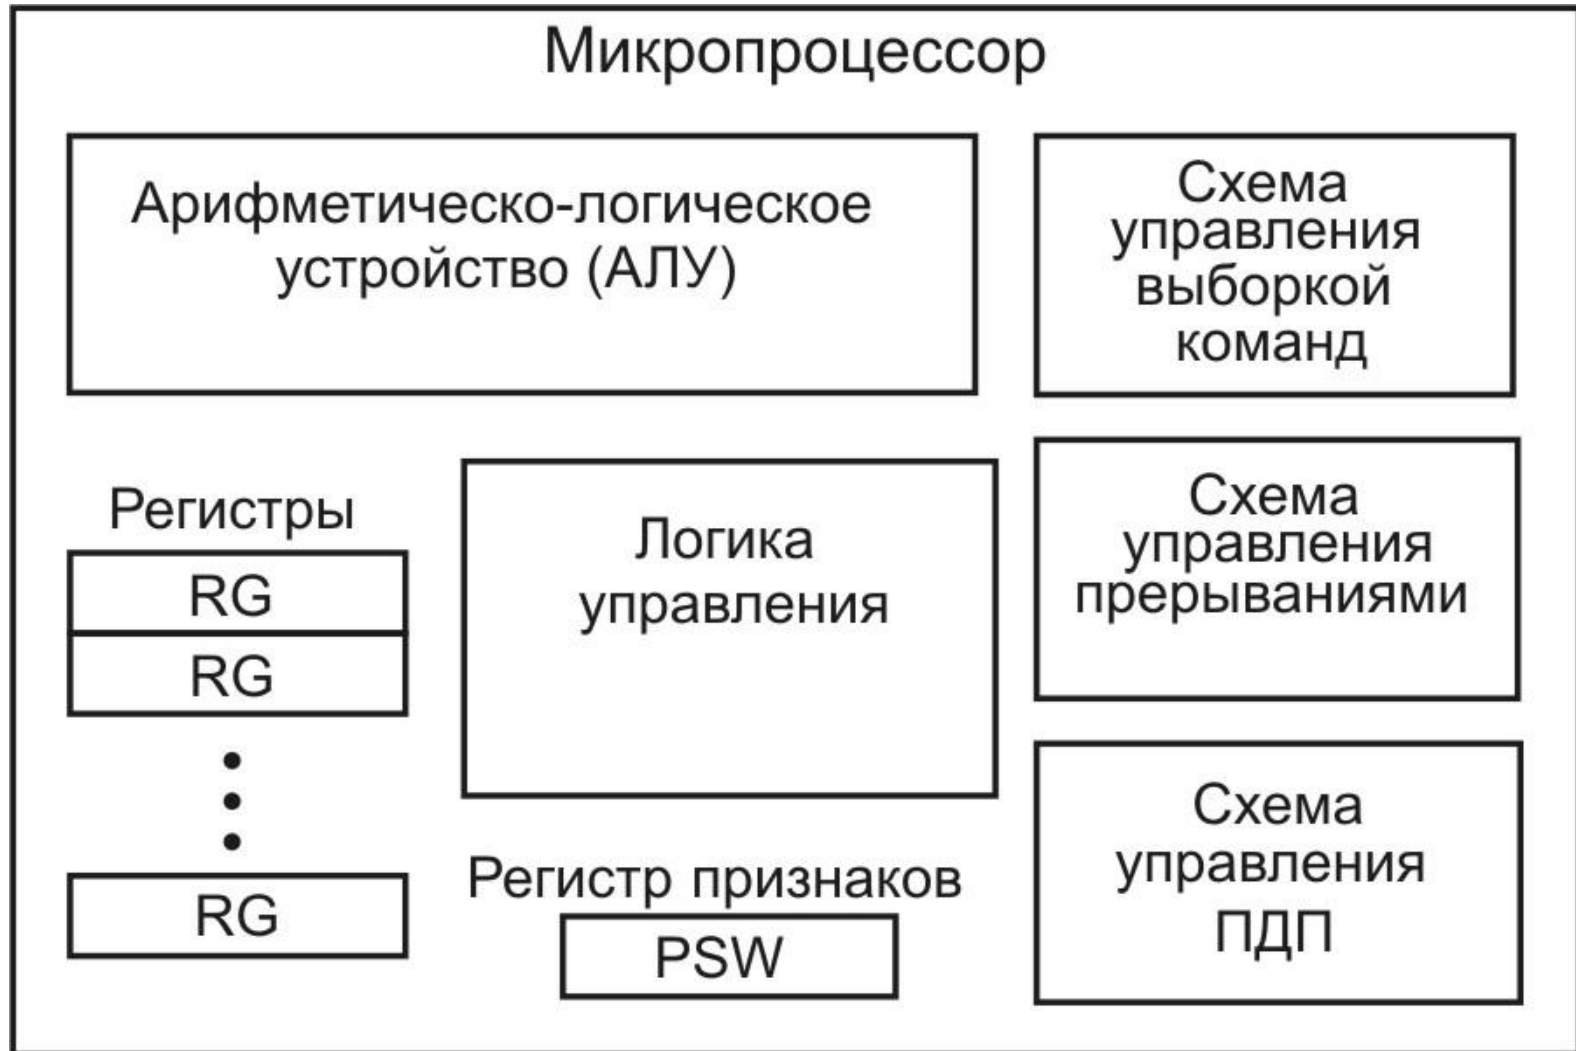 Микропроцессор
Арифметическо-логическое
устройство (АЛУ)
Схема
управления
выборкой
команд
Регистры
RG
RG
RG
Логика
управления
Регистр признаков
PSW
Схема
управления
прерываниями
Схема
управления
ПДП